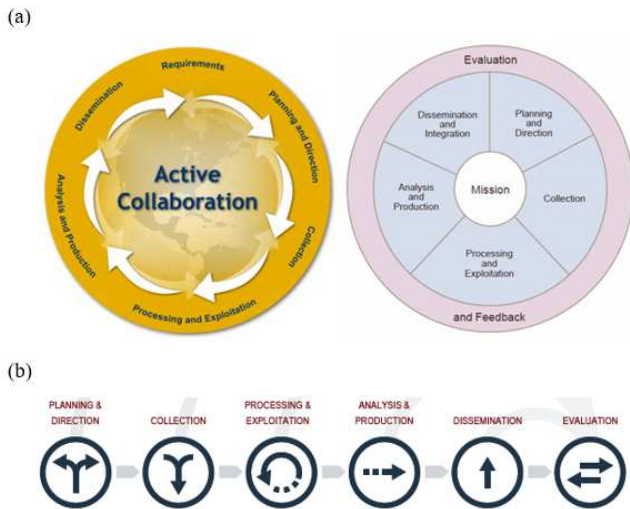 (a)
Requirements
Planning and Direction
Collection
Processing and Exploitation
Analysis and Production
Dissemination
Active
Collaboration
Evaluation
Dissemination
and
Integration
Planning
and
Direction
Analysis
and
Production
Mission
Collection
Processing
and
Exploitation
and Feedback
(b)
PLANNING &
DIRECTION
COLLECTION
PROCESSING &
EXPLOITATION
ANALYSIS &
PRODUCTION
DISSEMINATION
EVALUATION